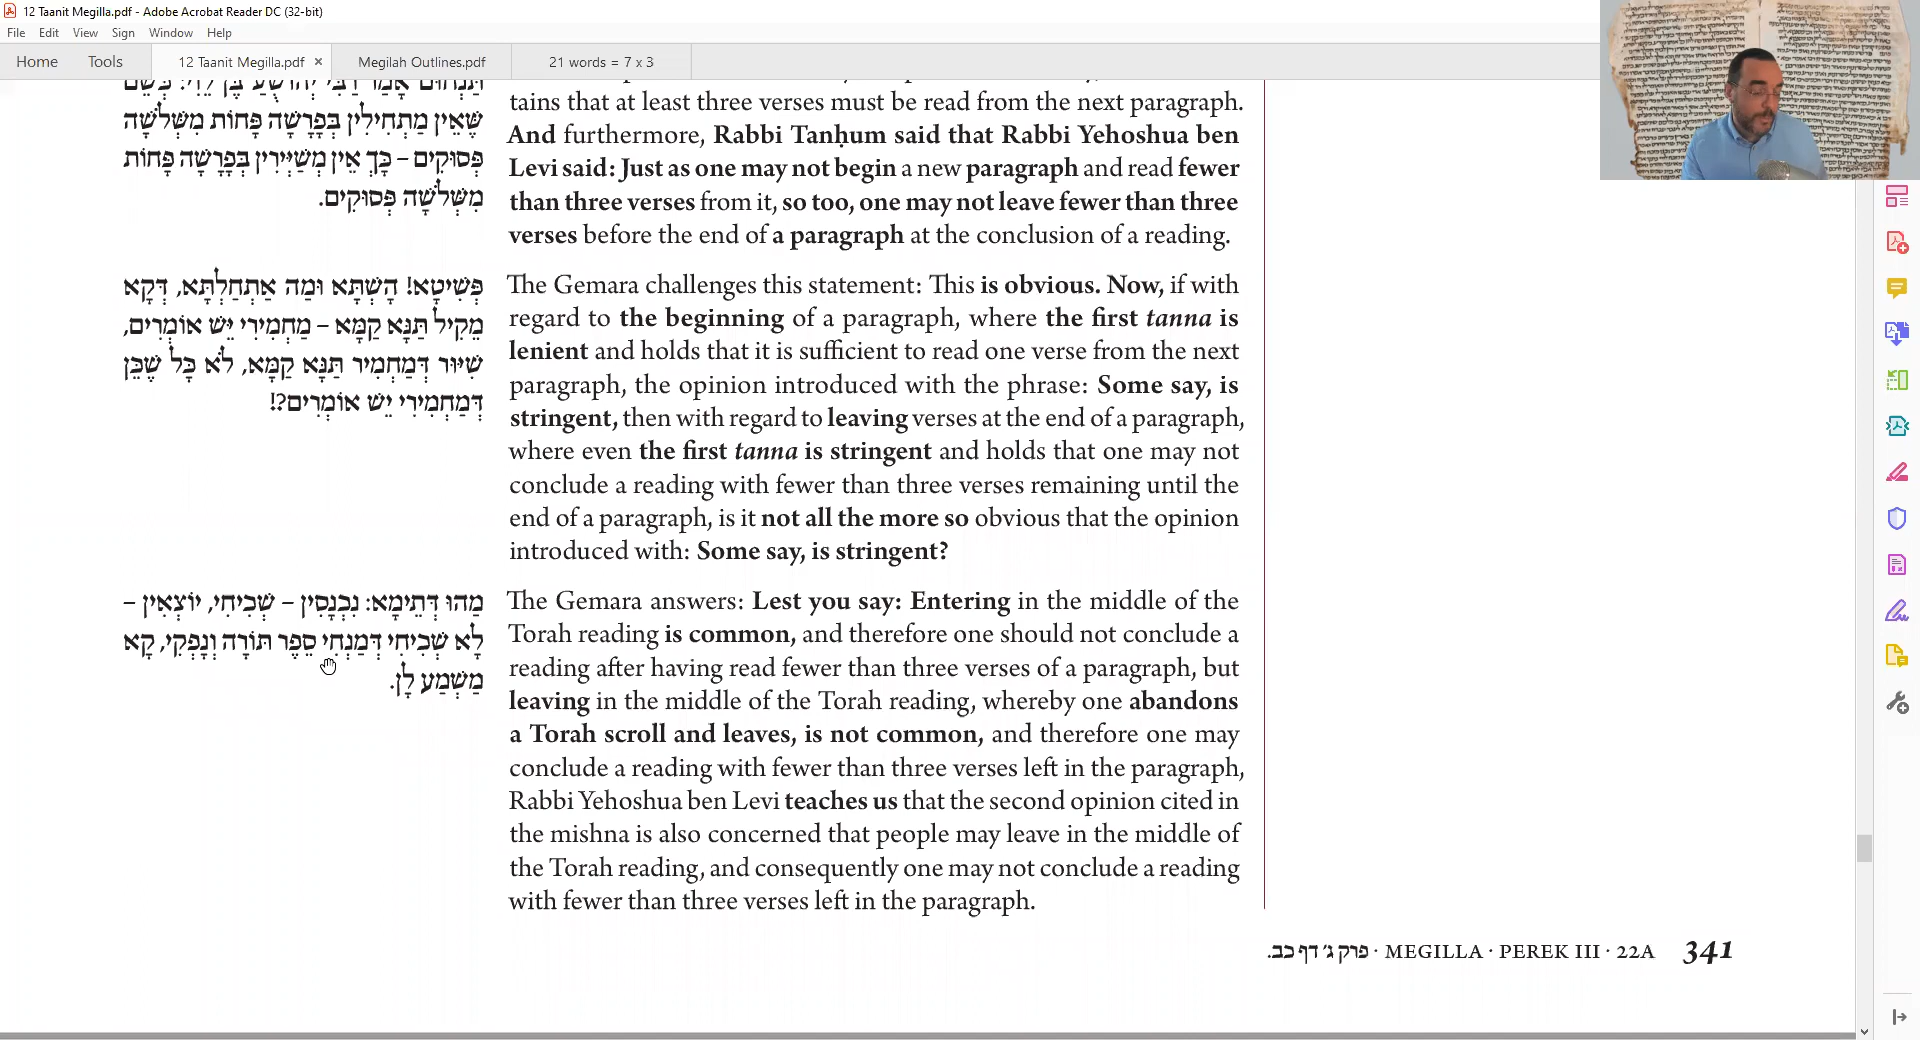 12 Taanit Megilla.pdf - Adobe Acrobat Reader DC (32-bit)
File Edit View Sign Window Help
Home Tools 12 Taanit Megilla.pdf × Megilah Outlines.pdf 21 words = 7 x 3
תַּנְחוּם אָמַר רַבִּי יְהוֹשֻׁעַ בֶּן לֵוִי: כְּשֵׁם
שֶׁאֵין מַתְחִילִין בְּפָרָשָׁה פָּחוֹת מִשְּׁלֹשָׁה
פְּסוּקִים – כָּךְ אֵין מְשַׁיְּירִין בְּפָרָשָׁה פָּחוֹת
מִשְּׁלֹשָׁה פְּסוּקִים.
tains that at least three verses must be read from the next paragraph.
And furthermore, Rabbi Tanḥum said that Rabbi Yehoshua ben
Levi said: Just as one may not begin a new paragraph and read fewer
than three verses from it, so too, one may not leave fewer than three
verses before the end of a paragraph at the conclusion of a reading.
פְּשִׁיטָא! הָשְׁתָּא וּמָה אַתְחַלְתָּא, דְּקָא
מֵקִיל תַּנָּא קַמָּא – מַחְמִירִי יֵשׁ אוֹמְרִים,
שִׁיּוּר דְּמַחְמִיר תַּנָּא קַמָּא, לֹא כָּל שֶׁכֵּן
דְּמַחְמִירִי יֵשׁ אוֹמְרִים?!
The Gemara challenges this statement: This is obvious. Now, if with
regard to the beginning of a paragraph, where the first tanna is
lenient and holds that it is sufficient to read one verse from the next
paragraph, the opinion introduced with the phrase: Some say, is
stringent, then with regard to leaving verses at the end of a paragraph,
where even the first tanna is stringent and holds that one may not
conclude a reading with fewer than three verses remaining until the
end of a paragraph, is it not all the more so obvious that the opinion
introduced with: Some say, is stringent?
מַהוּ דְּתֵימָא: נִכְנָסִין – שְׁכִיחִי, יוֹצְאִין –
לָא שְׁכִיחִי דְּמַנְּחִי סֵפֶר תּוֹרָה וְנָפְקִי, קָא
מַשְׁמַע לָן.
The Gemara answers: Lest you say: Entering in the middle of the
Torah reading is common, and therefore one should not conclude a
reading after having read fewer than three verses of a paragraph, but
leaving in the middle of the Torah reading, whereby one abandons
a Torah scroll and leaves, is not common, and therefore one may
conclude a reading with fewer than three verses left in the paragraph,
Rabbi Yehoshua ben Levi teaches us that the second opinion cited in
the mishna is also concerned that people may leave in the middle of
the Torah reading, and consequently one may not conclude a reading
with fewer than three verses left in the paragraph.
פרק ג׳ דף כב. · MEGILLA · PEREK III · 22A 341